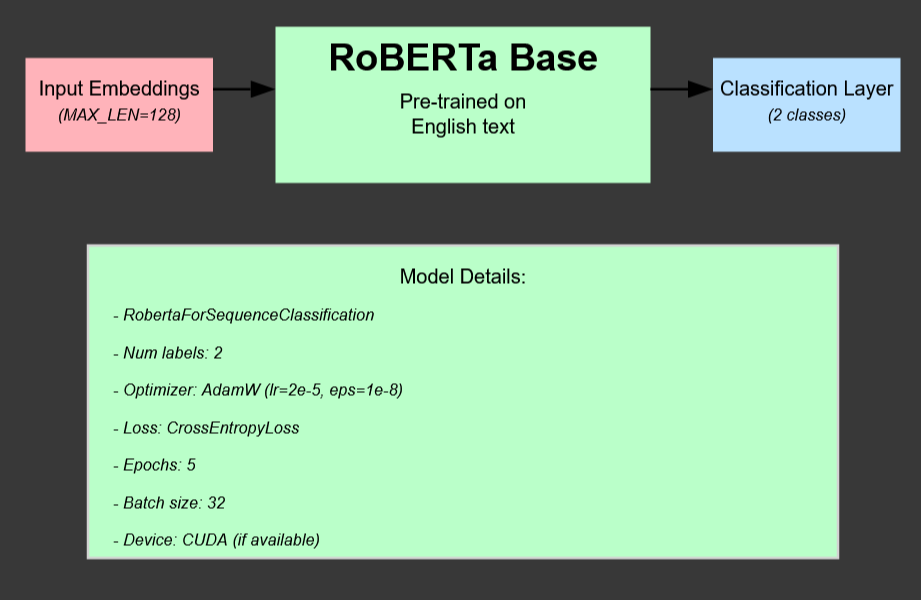 Input Embeddings
(MAX_LEN=128)
RoBERTa Base
Pre-trained on
English text
Classification Layer
(2 classes)
Model Details:
- RobertaForSequenceClassification
- Num labels: 2
- Optimizer: AdamW (lr=2e-5, eps=1e-8)
- Loss: CrossEntropyLoss
- Epochs: 5
- Batch size: 32
- Device: CUDA (if available)